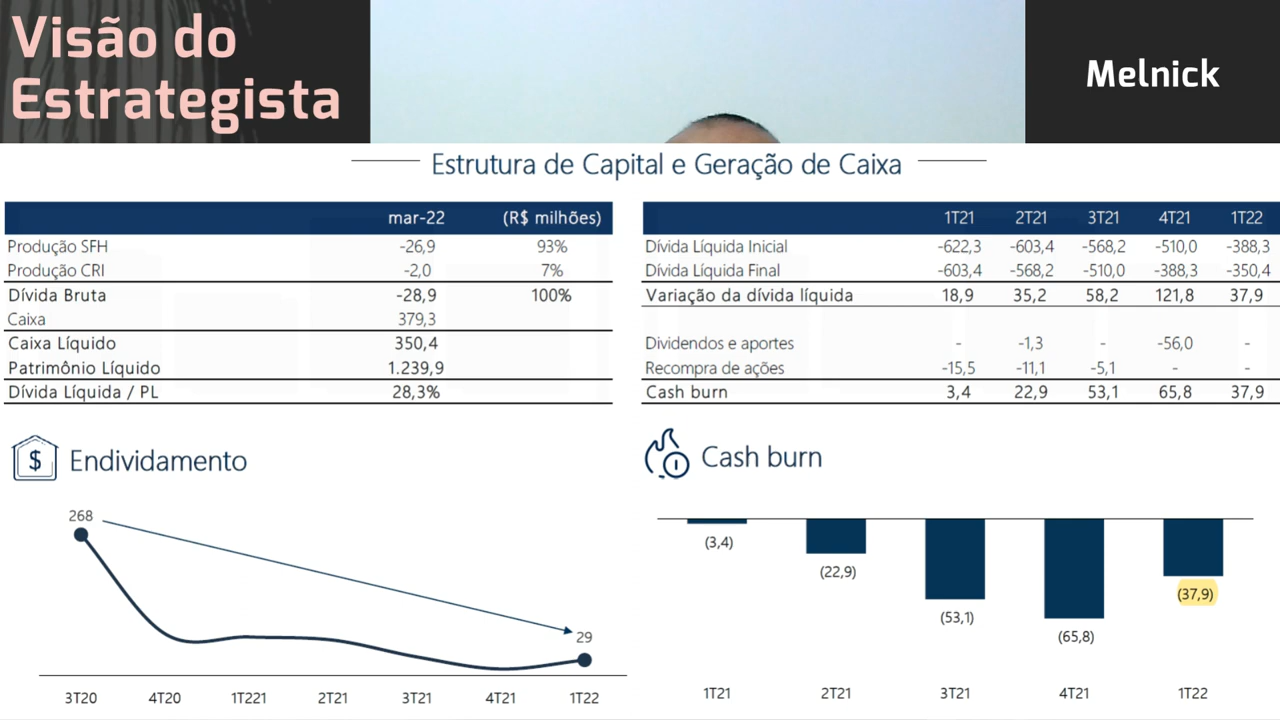 Visão do
Estrategista
Melnick
Estrutura de Capital e Geração de Caixa
mar-22 (R$ milhões)
Produção SFH -26,9 93%
Produção CRI -2,0 7%
Dívida Bruta -28,9 100%
Caixa 379,3
Caixa Líquido 350,4
Patrimônio Líquido 1.239,9
Dívida Líquida / PL 28,3%
1T21 2T21 3T21 4T21 1T22
Dívida Líquida Inicial -622,3 -603,4 -568,2 -510,0 -388,3
Dívida Líquida Final -603,4 -568,2 -510,0 -388,3 -350,4
Variação da dívida líquida 18,9 35,2 58,2 121,8 37,9
Dividendos e aportes - -1,3 - -56,0 -
Recompra de ações -15,5 -11,1 -5,1 - -
Cash burn 3,4 22,9 53,1 65,8 37,9
$ Endividamento
268
29
3T20 4T20 1T221 2T21 3T21 4T21 1T22
Cash burn
(3,4)
(22,9)
(53,1)
(65,8)
(37,9)
1T21 2T21 3T21 4T21 1T22